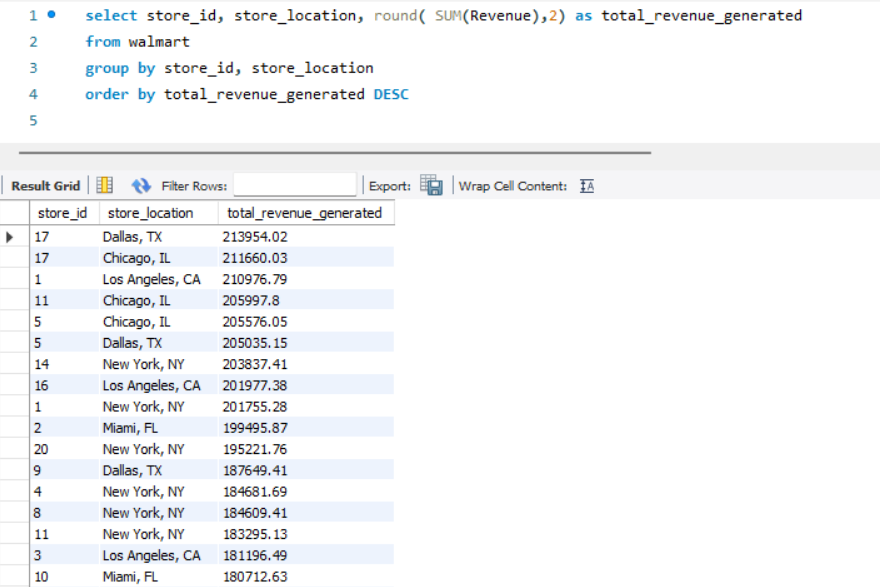 1 select store_id, store_location, round( SUM(Revenue),2) as total_revenue_generated
2 from walmart
3 group by store_id, store_location
4 order by total_revenue_generated DESC
5
Result Grid Filter Rows: Export: Wrap Cell Content: IA
store_id store_location total_revenue_generated
17 Dallas, TX 213954.02
17 Chicago, IL 211660.03
1 Los Angeles, CA 210976.79
11 Chicago, IL 205997.8
5 Chicago, IL 205576.05
5 Dallas, TX 205035.15
14 New York, NY 203837.41
16 Los Angeles, CA 201977.38
1 New York, NY 201755.28
2 Miami, FL 199495.87
20 New York, NY 195221.76
9 Dallas, TX 187649.41
4 New York, NY 184681.69
8 New York, NY 184609.41
11 New York, NY 183295.13
3 Los Angeles, CA 181196.49
10 Miami, FL 180712.63